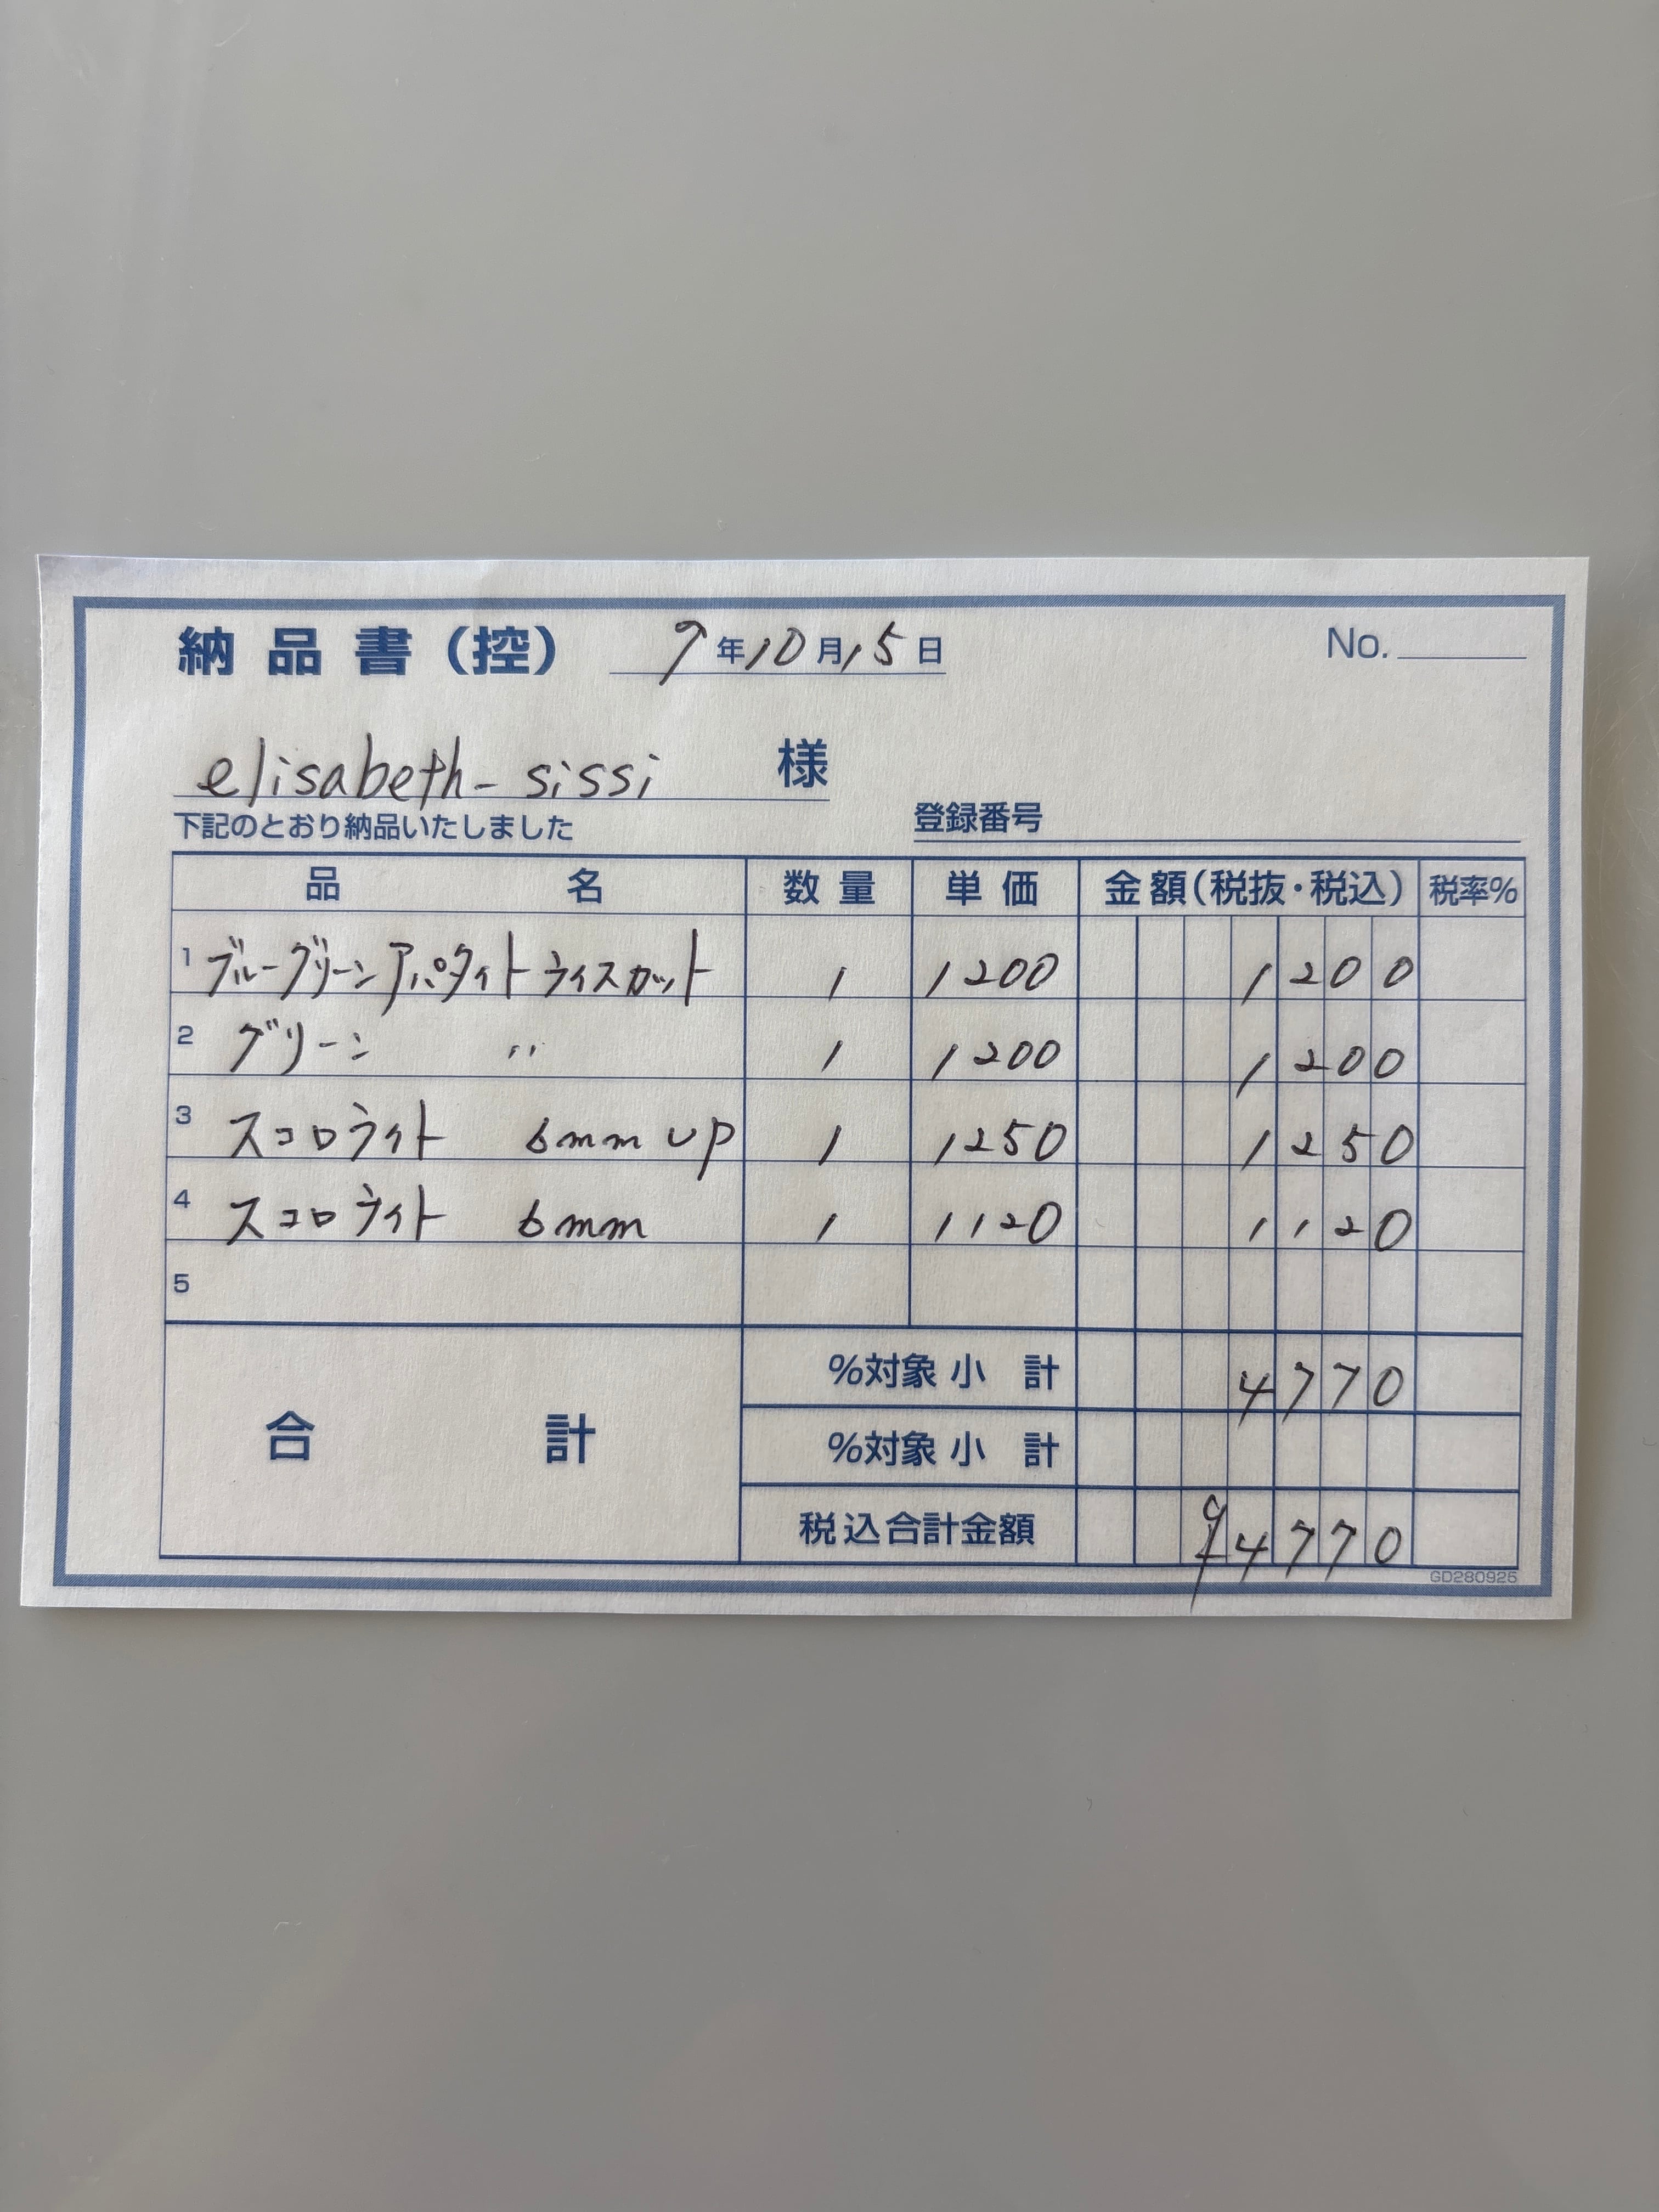 納品書（控） 7年10月15日 No.
elisabeth-sissi 様
下記のとおり納品いたしました 登録番号
品名 数量 単価 金額（税抜・税込） 税率%
1 ブルーグリーンアパタイトライスカット 1 1200 1200
2 グリーン 〃 1 1200 1200
3 スコロライト 6mm up 1 1250 1250
4 スコロライト 6mm 1 1120 1120
5
合計 %対象 小計 4770
%対象 小計
税込合計金額 ¥4770
GD280925